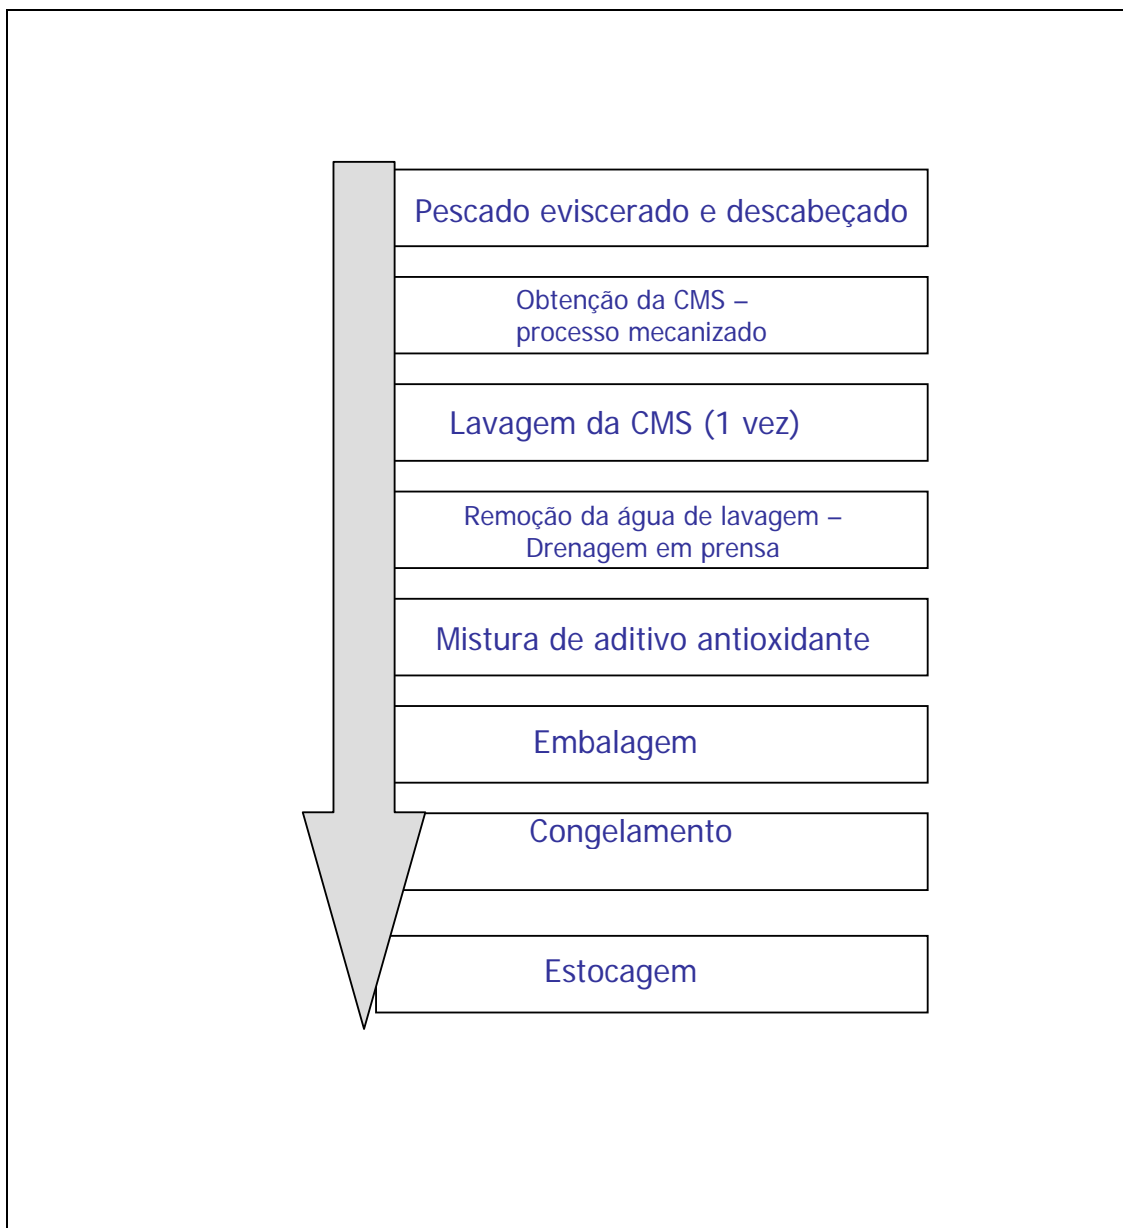 Pescado eviscerado e descabeçado
Obtenção da CMS –
processo mecanizado
Lavagem da CMS (1 vez)
Remoção da água de lavagem –
Drenagem em prensa
Mistura de aditivo antioxidante
Embalagem
Congelamento
Estocagem